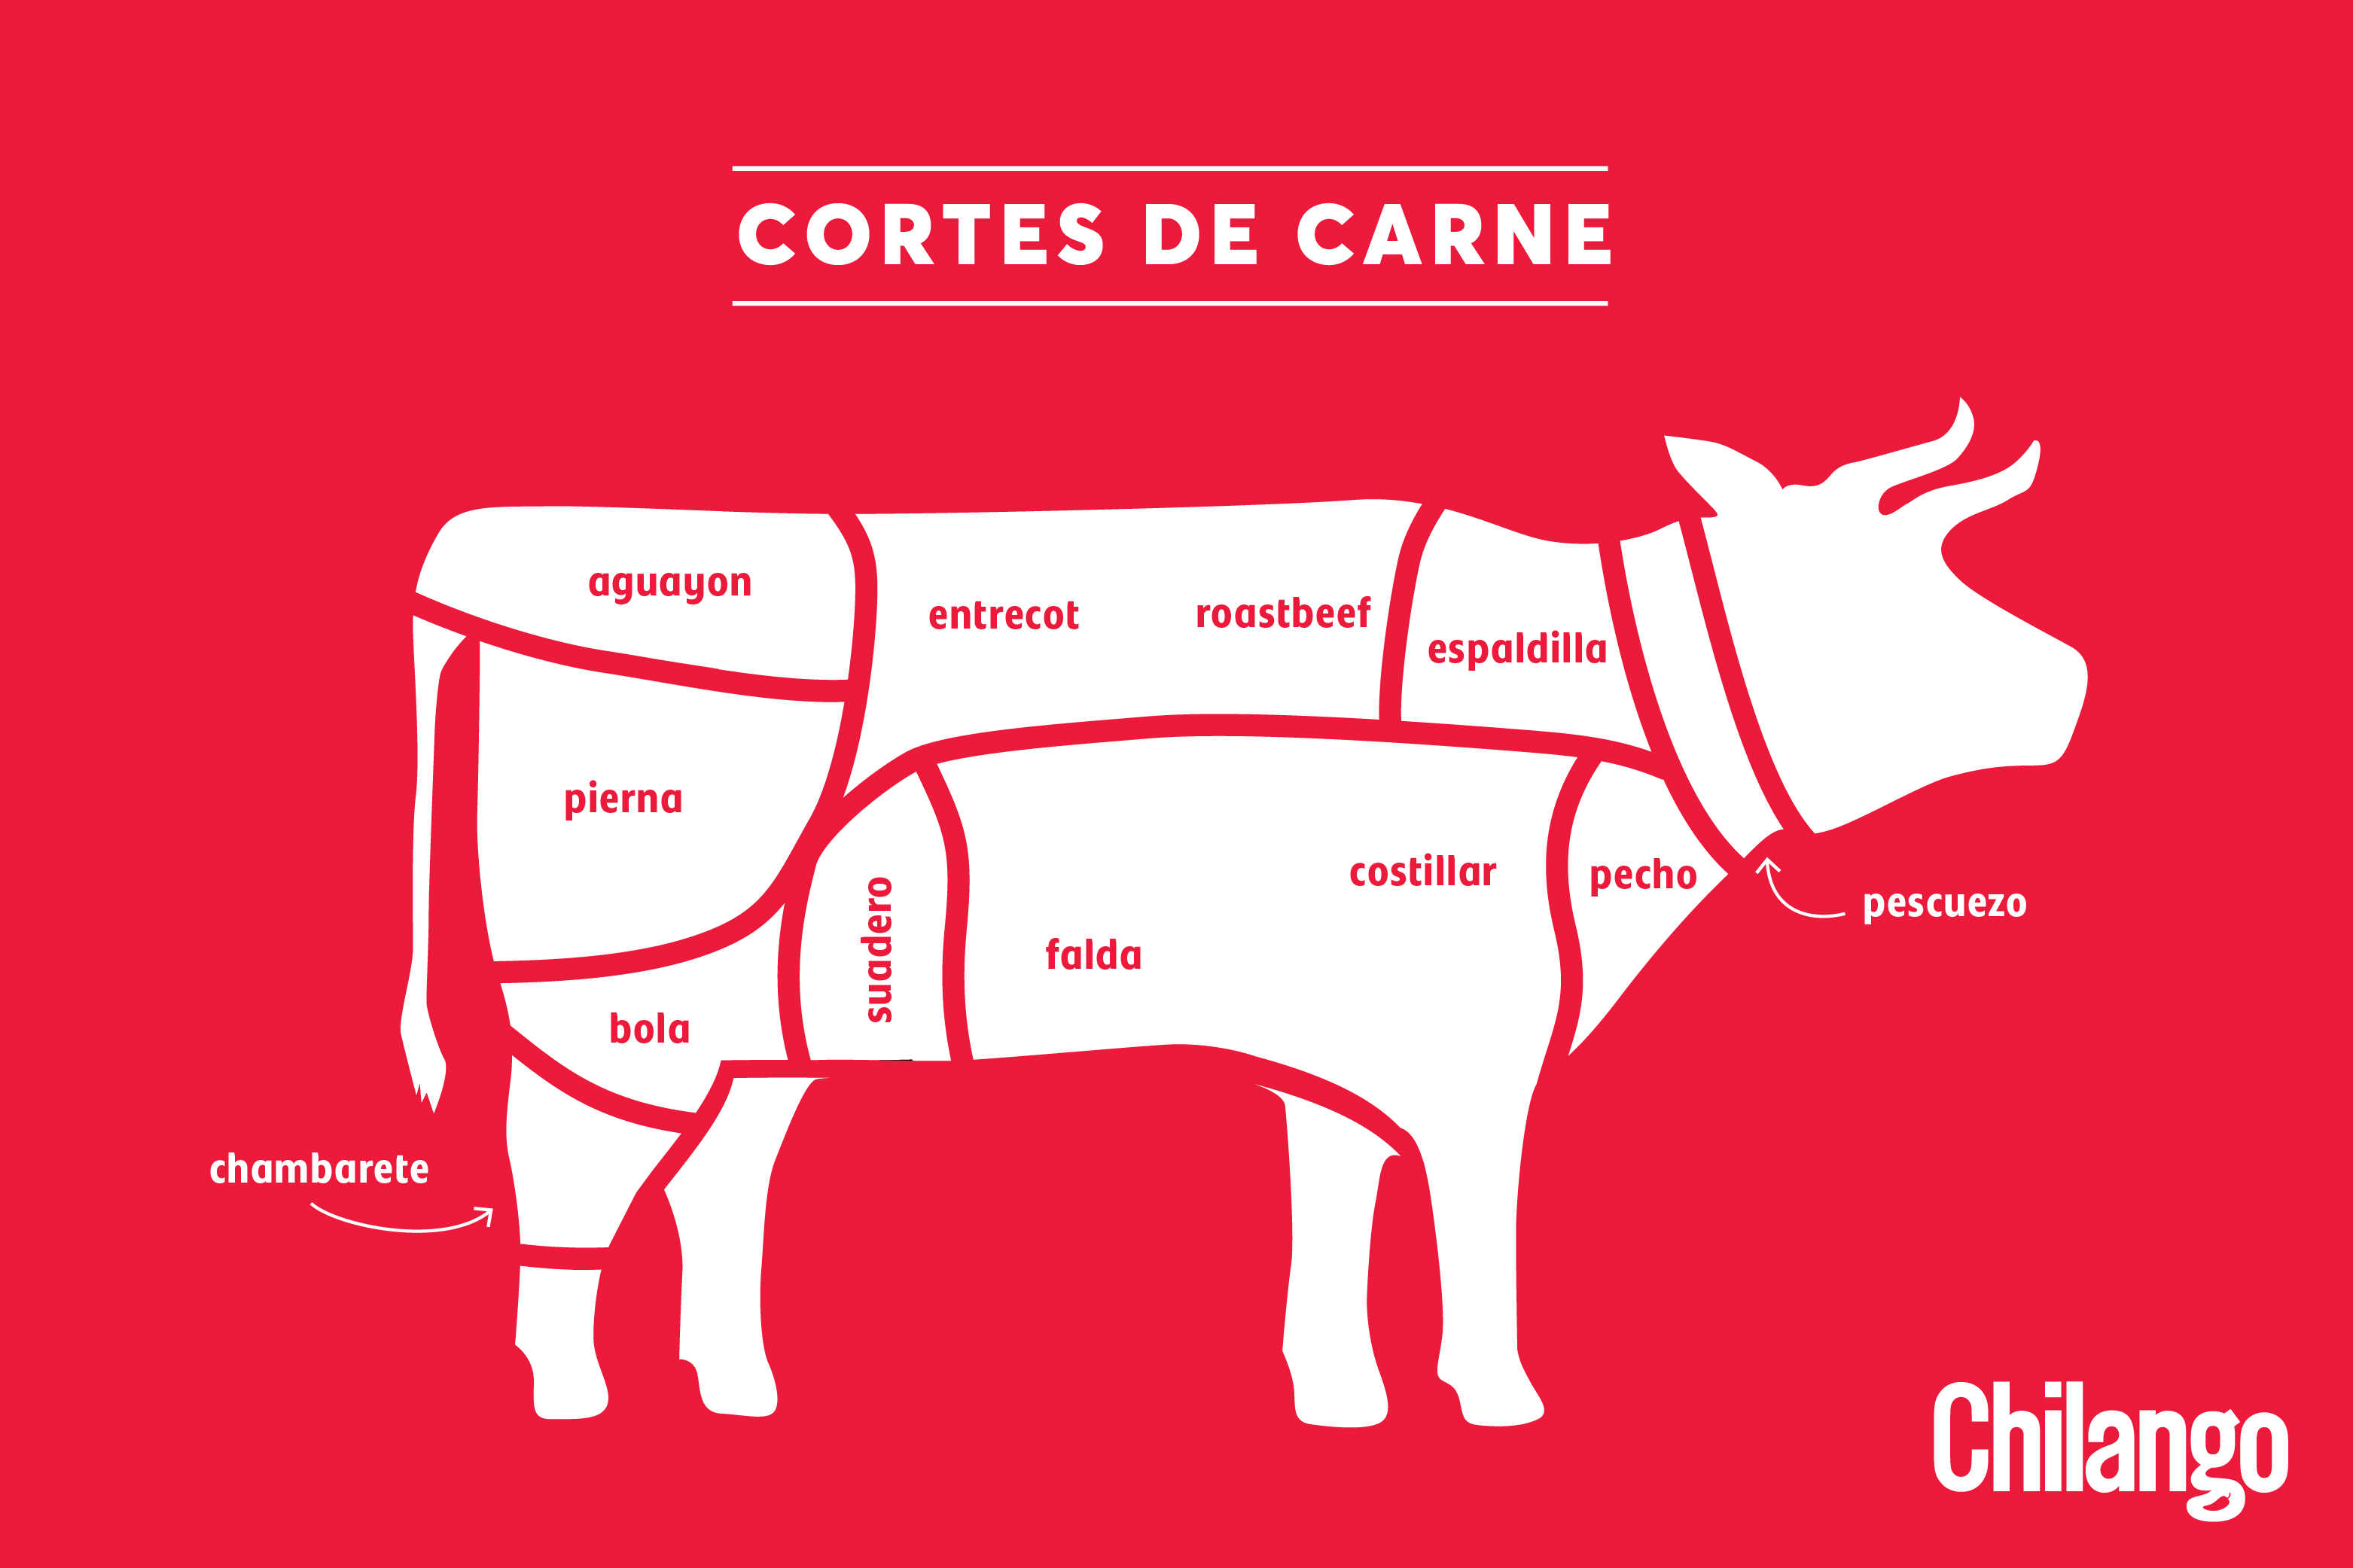 CORTES DE CARNE
aguayon
entrecot
roastbeef
espaldilla
pierna
costillar
pecho
suadero
falda
pescuezo
bola
chambarete
Chilango